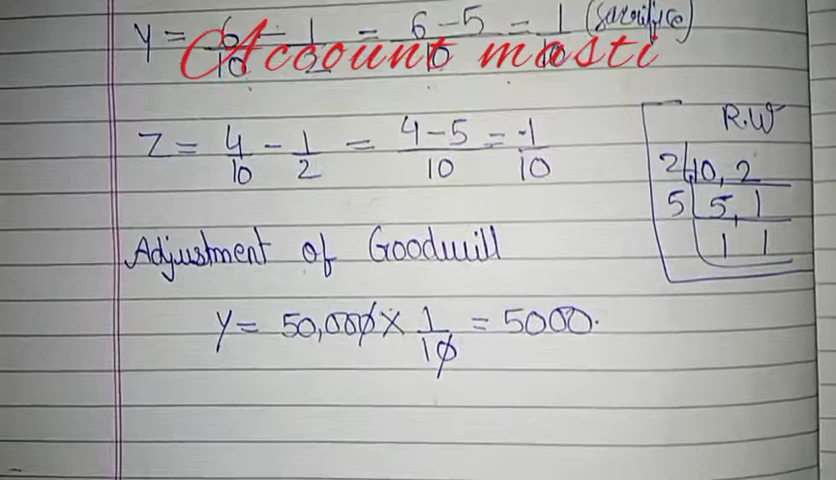 Y = 6/10 - 1/2 = 6-5/10 = 1/10 (Sacrifice)
Account masti
Z = 4/10 - 1/2 = 4-5/10 = -1/10
R.W
2 10, 2
5 5, 1
1 1
Adjustment of Goodwill
Y = 50,000 × 1/10 = 5000.